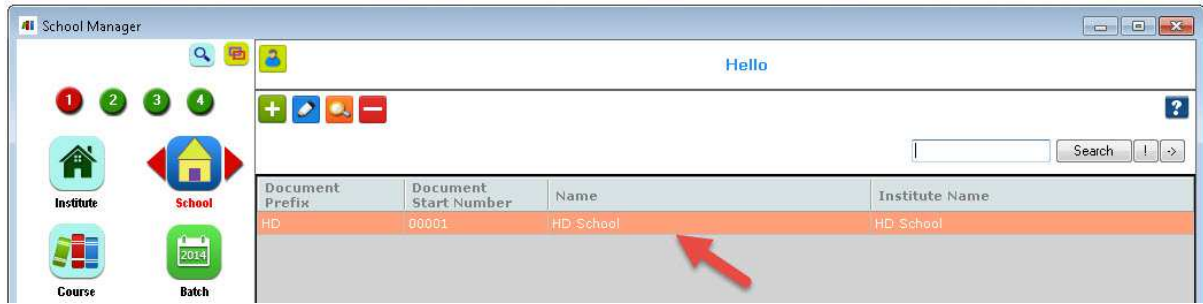 School Manager
Hello
1 2 3 4
?
Search ! ->
Institute School
Document Prefix Document Start Number Name Institute Name
HD 00001 HD School HD School
2014
Course Batch